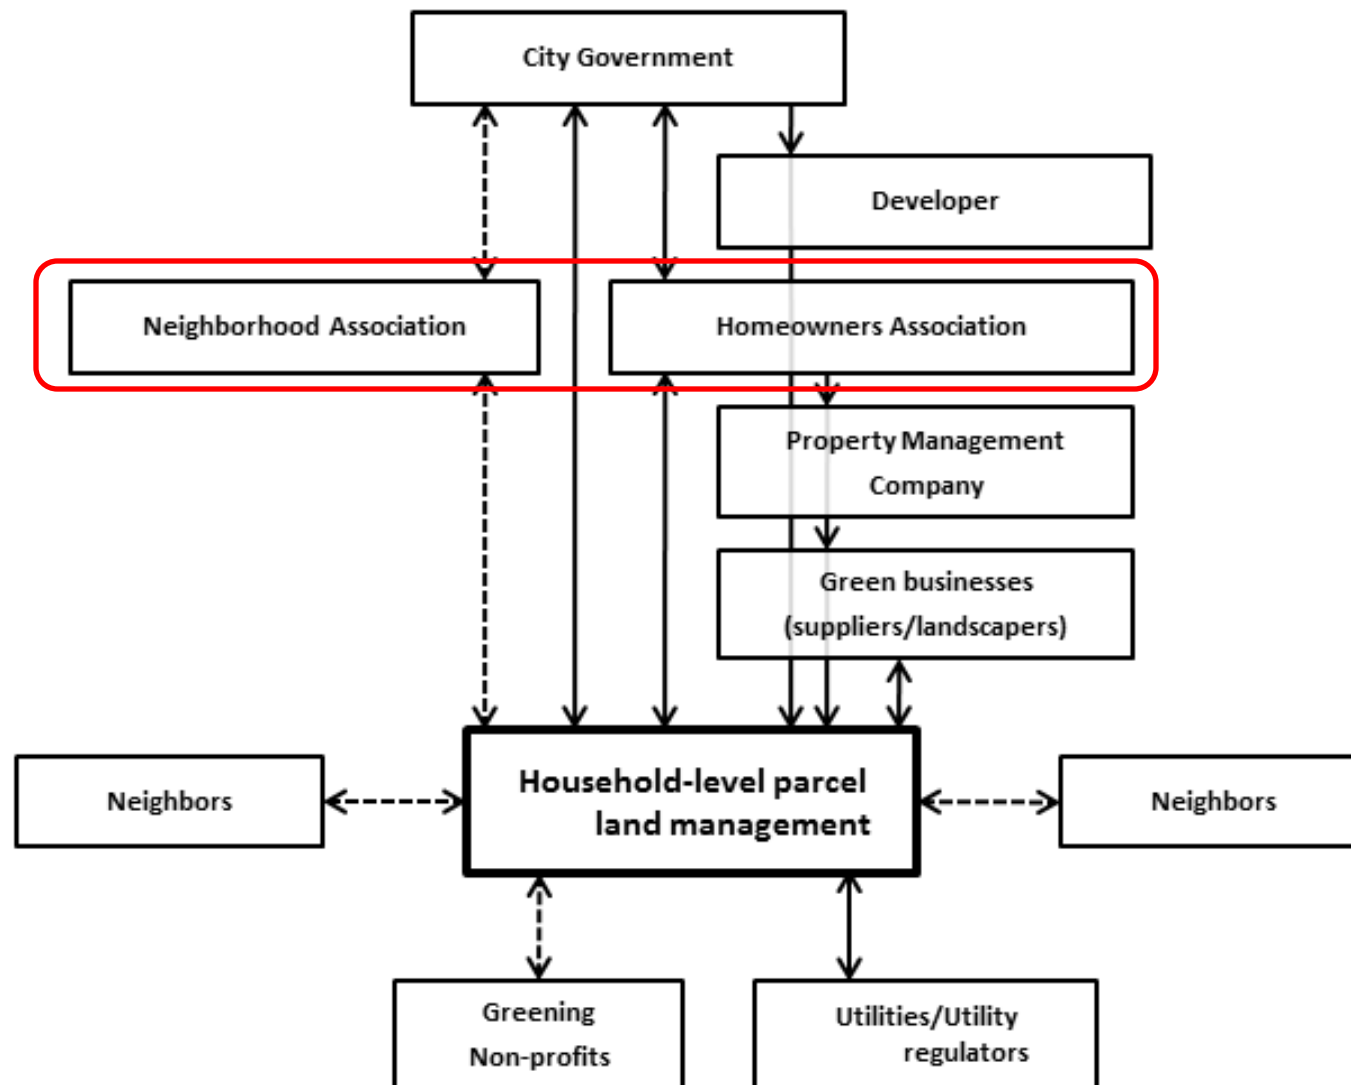 City Government
Developer
Neighborhood Association
Homeowners Association
Property Management
Company
Green businesses
(suppliers/landscapers)
Household-level parcel
land management
Neighbors
Neighbors
Greening
Non-profits
Utilities/Utility
regulators